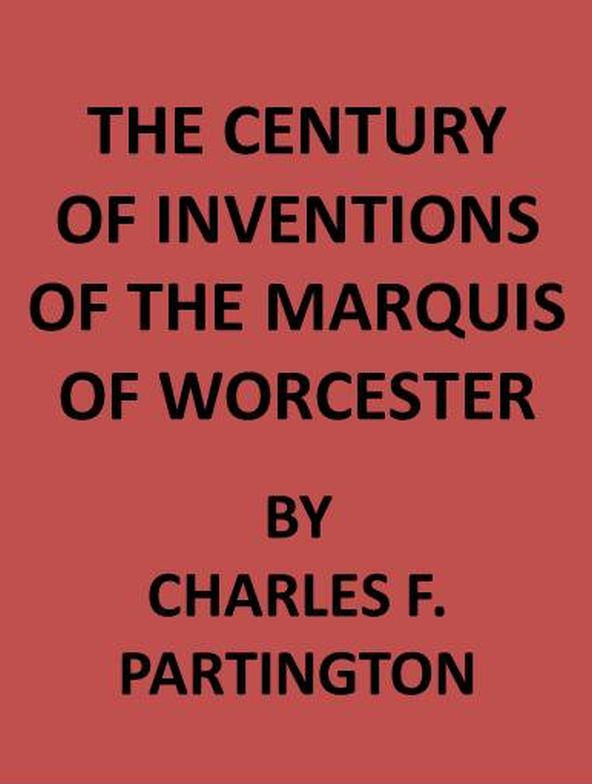 THE CENTURY
OF INVENTIONS
OF THE MARQUIS
OF WORCESTER
BY
CHARLES F.
PARTINGTON